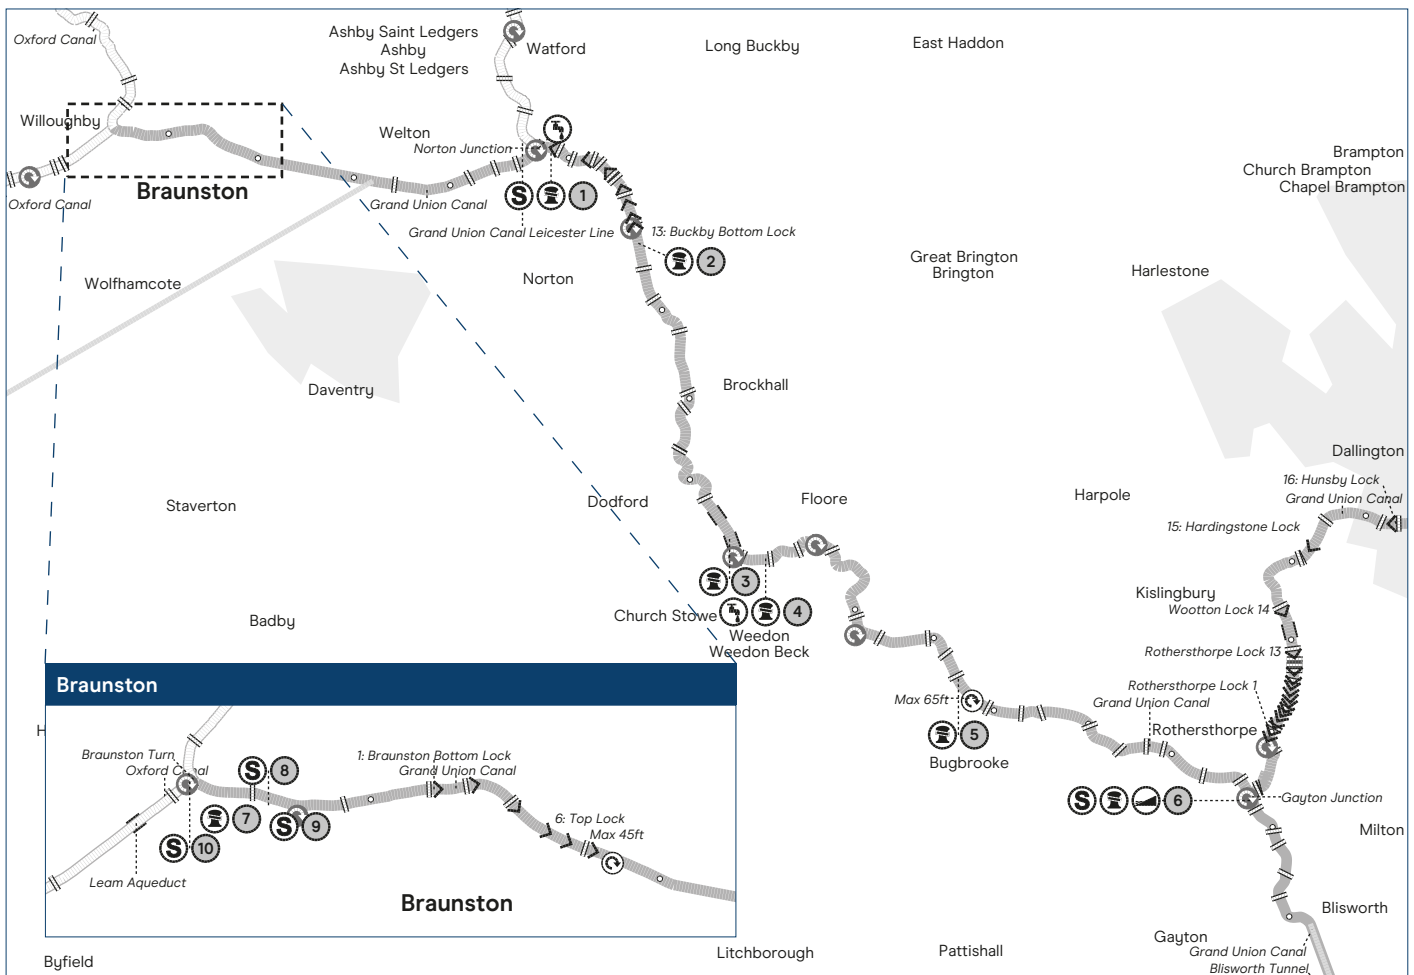 Oxford Canal
Ashby Saint Ledgers
Ashby
Ashby St Ledgers
Watford
Long Buckby
East Haddon
Willoughby
Welton
Norton Junction
Brampton
Church Brampton
Chapel Brampton
Oxford Canal
Braunston
Grand Union Canal
S
1
Grand Union Canal Leicester Line
13: Buckby Bottom Lock
2
Great Brington
Brington
Harlestone
Wolfhamcote
Norton
Daventry
Brockhall
Dallington
16: Hunsby Lock
Grand Union Canal
15: Hardingstone Lock
Staverton
Dodford
Floore
Harpole
3
Kislingbury
Wootton Lock 14
Church Stowe
4
Weedon
Weedon Beck
Badby
Rothersthorpe Lock 13
Rothersthorpe Lock 1
Max 65ft
Grand Union Canal
Rothersthorpe
5
Bugbrooke
S
6
Gayton Junction
Milton
Braunston
H
Braunston Turn
Oxford Canal
S
8
1: Braunston Bottom Lock
Grand Union Canal
7
S
9
S
10
6: Top Lock
Max 45ft
Leam Aqueduct
Braunston
Blisworth
Byfield
Litchborough
Pattishall
Gayton
Grand Union Canal
Blisworth Tunnel